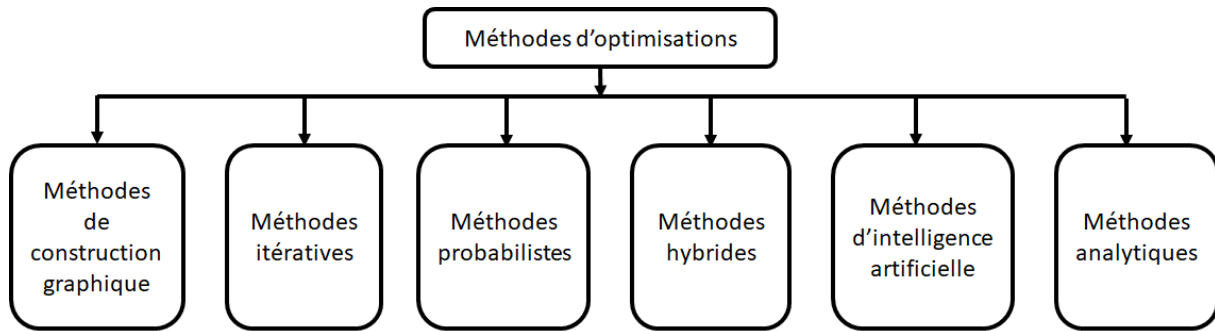 Méthodes d'optimisations
Méthodes
de
construction
graphique
Méthodes
itératives
Méthodes
probabilistes
Méthodes
hybrides
Méthodes
d'intelligence
artificielle
Méthodes
analytiques